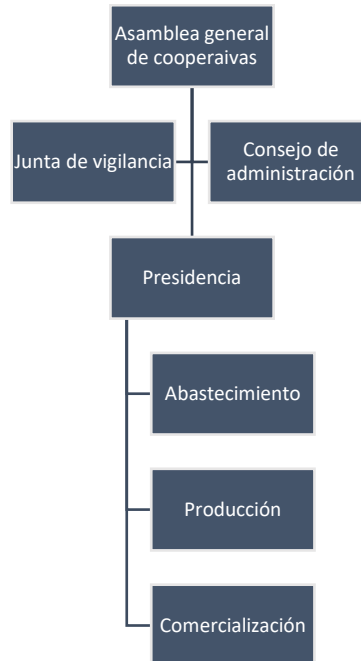 Asamblea general
de cooperaivas
Junta de vigilancia
Consejo de
administración
Presidencia
Abastecimiento
Producción
Comercialización